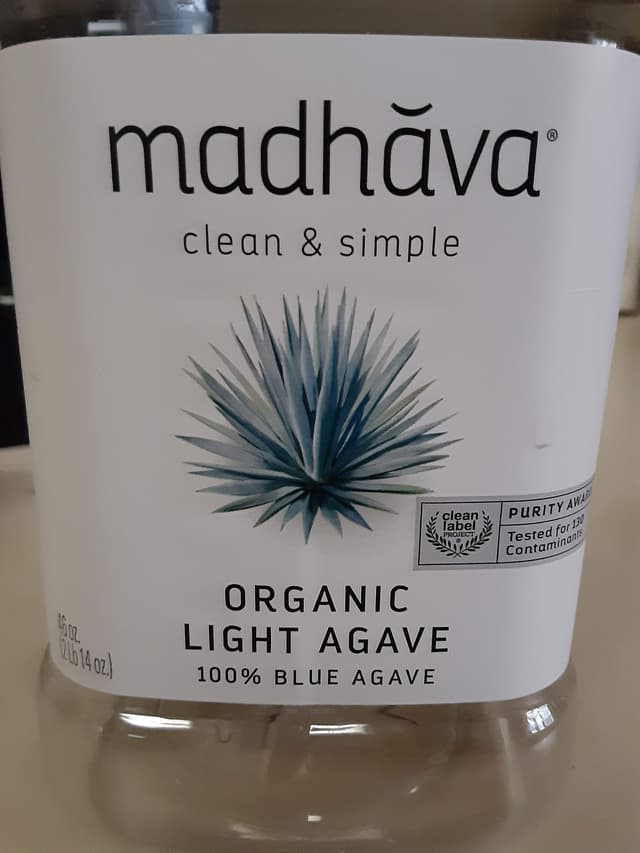 madhăva®
clean & simple
clean
label
PROJECT
PURITY
Tested for 130
Contaminants
ORGANIC
LIGHT AGAVE
100% BLUE AGAVE
46 oz.
(2 Lb 14 oz.)